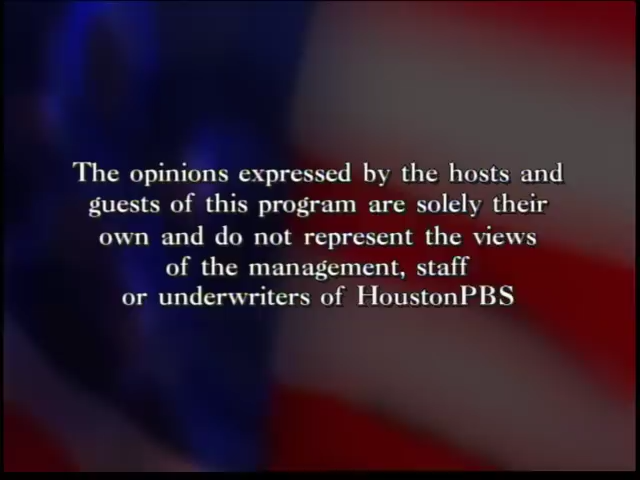 The opinions expressed by the hosts and
guests of this program are solely their
own and do not represent the views
of the management, staff
or underwriters of HoustonPBS